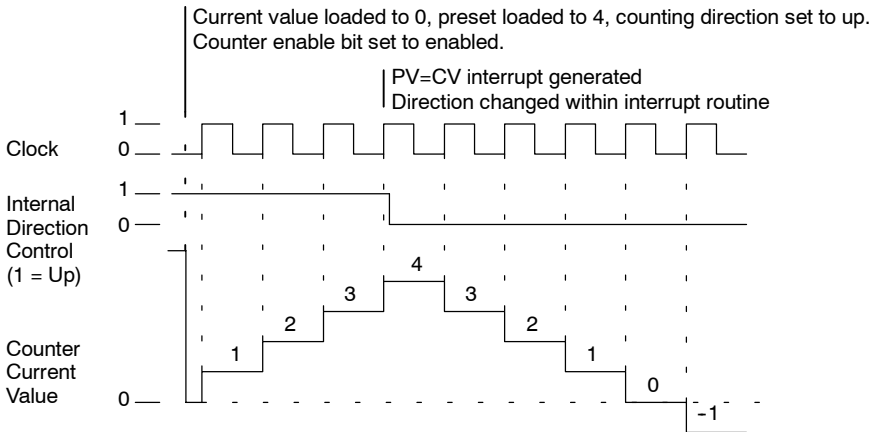 Current value loaded to 0, preset loaded to 4, counting direction set to up.
Counter enable bit set to enabled.
PV=CV interrupt generated
Direction changed within interrupt routine
1
Clock
0
1
Internal
Direction
0
Control
(1 = Up)
4
3
3
2
2
1
1
Counter
Current
Value
0
0
-1